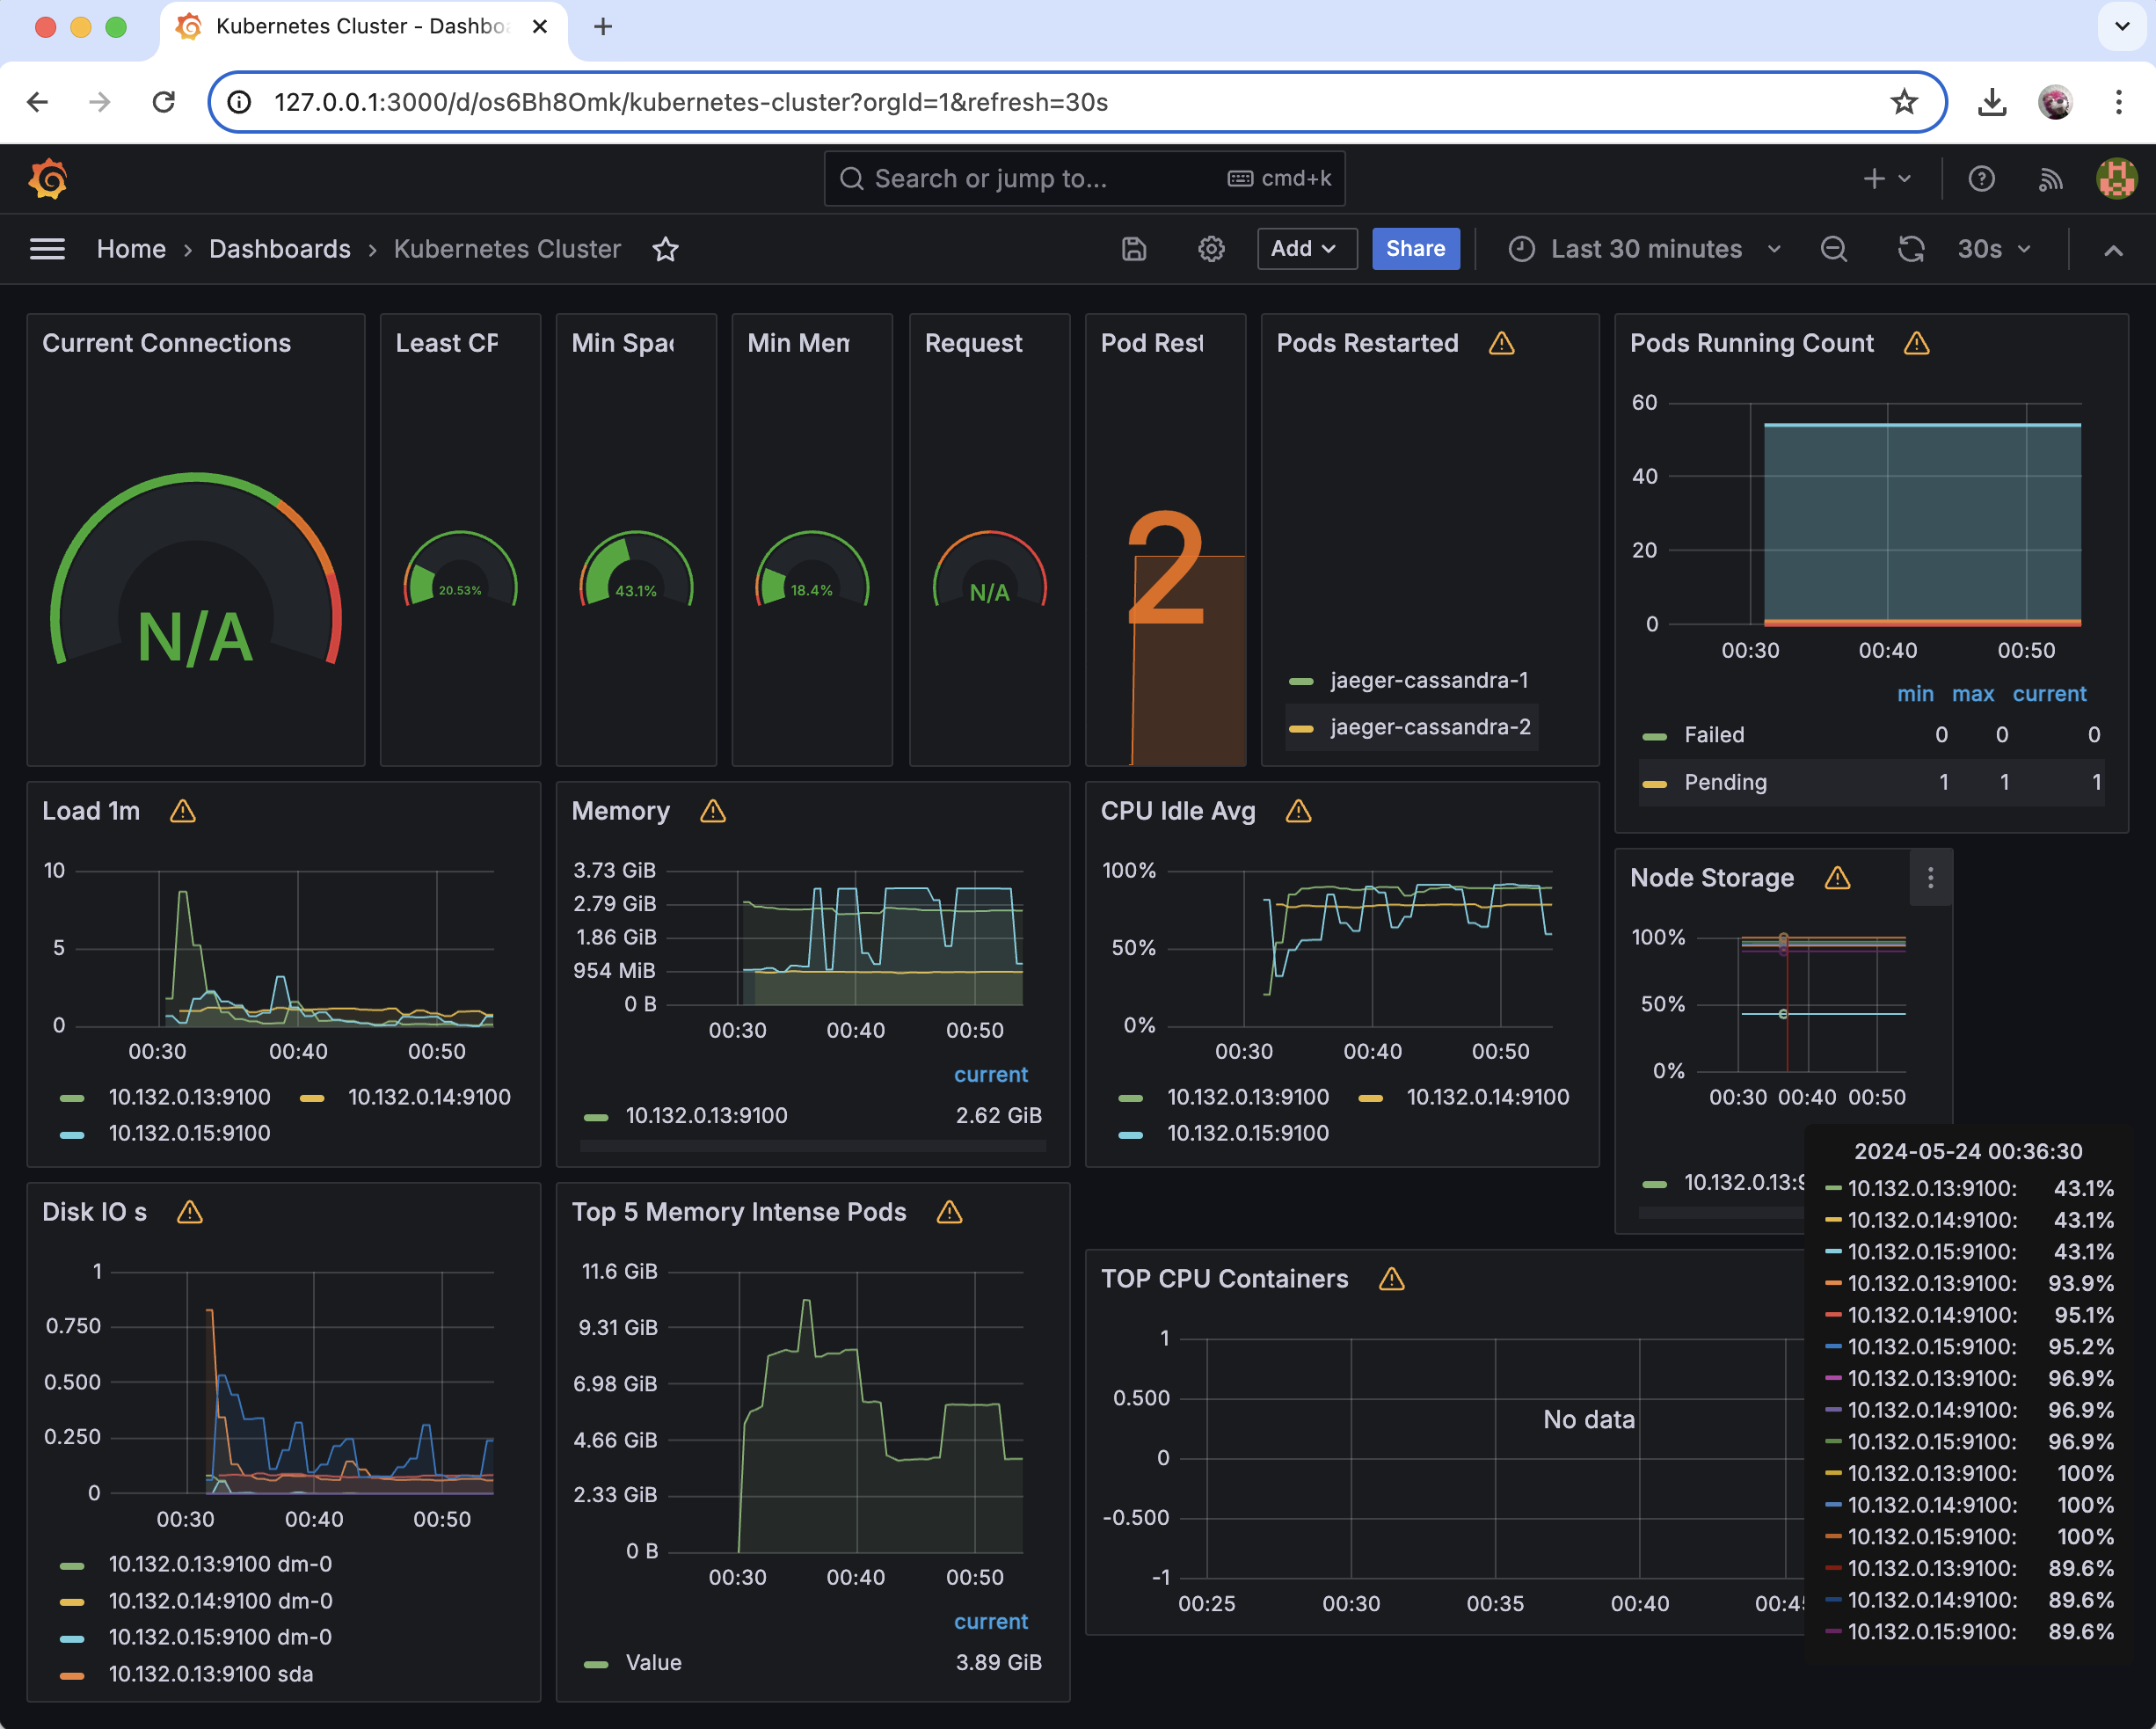 Kubernetes Cluster - Dashbo
127.0.0.1:3000/d/os6Bh8Omk/kubernetes-cluster?orgId=1&refresh=30s
Search or jump to... cmd+k
Home › Dashboards › Kubernetes Cluster Add Share Last 30 minutes 30s
Current Connections
N/A
Least CP
20.53%
Min Spac
43.1%
Min Mem
18.4%
Request
N/A
Pod Rest
2
Pods Restarted
jaeger-cassandra-1
jaeger-cassandra-2
Pods Running Count
60
40
20
0
00:30 00:40 00:50
min max current
Failed 0 0 0
Pending 1 1 1
Load 1m
10
5
0
00:30 00:40 00:50
10.132.0.13:9100 10.132.0.14:9100
10.132.0.15:9100
Memory
3.73 GiB
2.79 GiB
1.86 GiB
954 MiB
0 B
00:30 00:40 00:50
current
10.132.0.13:9100 2.62 GiB
CPU Idle Avg
100%
50%
0%
00:30 00:40 00:50
10.132.0.13:9100 10.132.0.14:9100
10.132.0.15:9100
Node Storage
100%
50%
0%
00:30 00:40 00:50
10.132.0.13:9
2024-05-24 00:36:30
10.132.0.13:9100: 43.1%
10.132.0.14:9100: 43.1%
10.132.0.15:9100: 43.1%
10.132.0.13:9100: 93.9%
10.132.0.14:9100: 95.1%
10.132.0.15:9100: 95.2%
10.132.0.13:9100: 96.9%
10.132.0.14:9100: 96.9%
10.132.0.15:9100: 96.9%
10.132.0.13:9100: 100%
10.132.0.14:9100: 100%
10.132.0.15:9100: 100%
10.132.0.13:9100: 89.6%
10.132.0.14:9100: 89.6%
10.132.0.15:9100: 89.6%
Disk IO s
1
0.750
0.500
0.250
0
00:30 00:40 00:50
10.132.0.13:9100 dm-0
10.132.0.14:9100 dm-0
10.132.0.15:9100 dm-0
10.132.0.13:9100 sda
Top 5 Memory Intense Pods
11.6 GiB
9.31 GiB
6.98 GiB
4.66 GiB
2.33 GiB
0 B
00:30 00:40 00:50
current
Value 3.89 GiB
TOP CPU Containers
1
0.500
0
-0.500
-1
No data
00:25 00:30 00:35 00:40 00:45